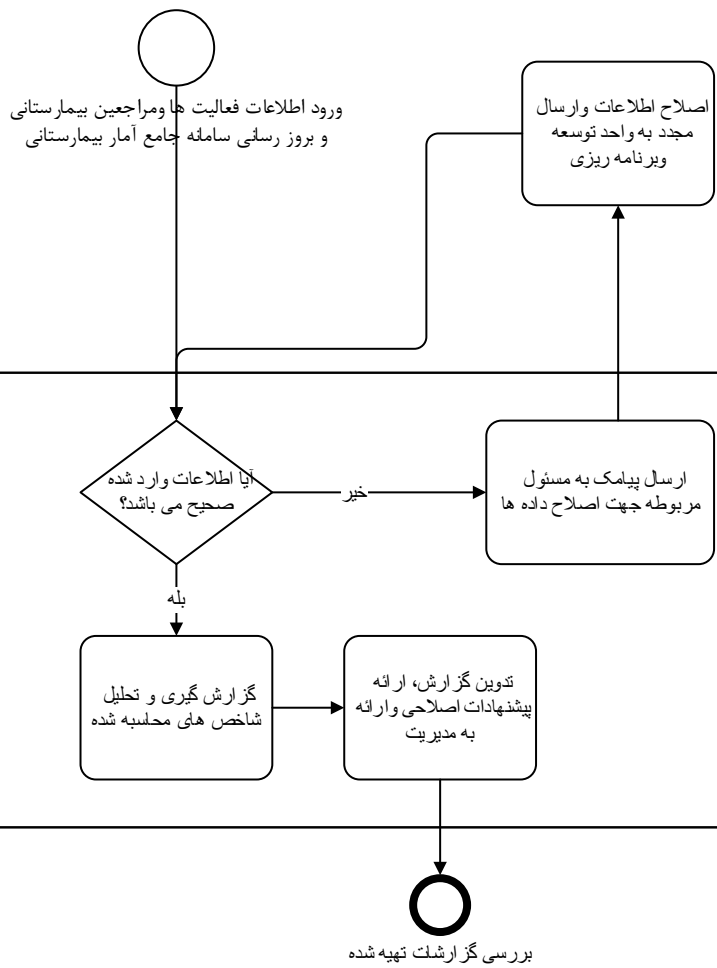 ورود اطلاعات فعالیت ها ومراجعین بیمارستانی
و بروز رسانی سامانه جامع آمار بیمارستانی
اصلاح اطلاعات وارسال
مجدد به واحد توسعه
وبرنامه ریزی
آیا اطلاعات وارد شده
صحیح می باشد؟
خیر
ارسال پیامک به مسئول
مربوطه جهت اصلاح داده ها
بله
گزارش گیری و تحلیل
شاخص های محاسبه شده
تدوین گزارش، ارائه
پیشنهادات اصلاحی وارائه
به مدیریت
بررسی گزارشات تهیه شده